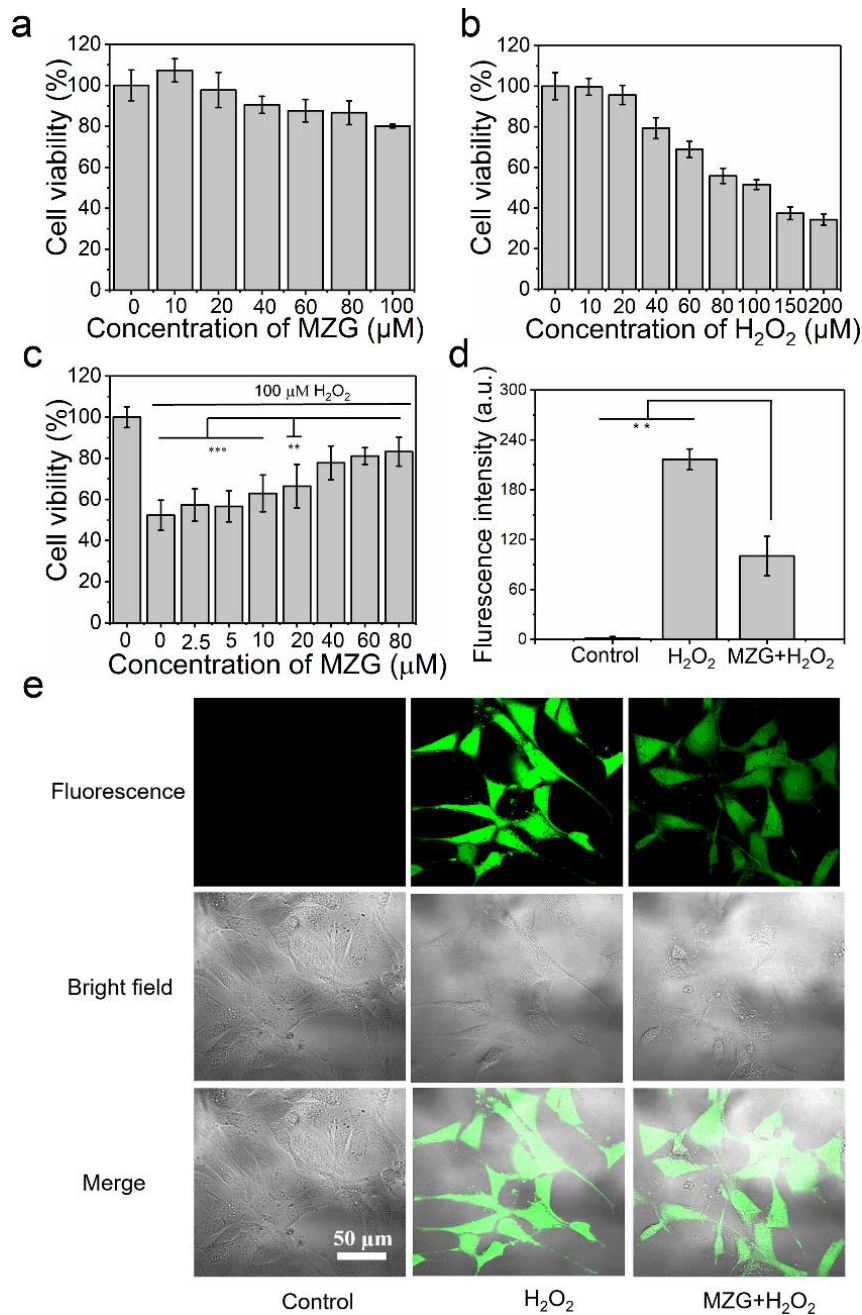 a
120
100
80
60
40
20
0
Cell viability (%)
0 10 20 40 60 80 100
Concentration of MZG (µM)
b
120
100
80
60
40
20
0
Cell viability (%)
0 10 20 40 60 80 100 150 200
Concentration of H₂O₂ (µM)
c
120
100
80
60
40
20
0
Cell vibility (%)
100 µM H₂O₂
*** **
0 0 2.5 5 10 20 40 60 80
Concentration of MZG (µM)
d
300
240
180
120
60
0
Flurescence intensity (a.u.)
**
Control H₂O₂ MZG+H₂O₂
e
Fluorescence
Bright field
Merge
50 µm
Control H₂O₂ MZG+H₂O₂